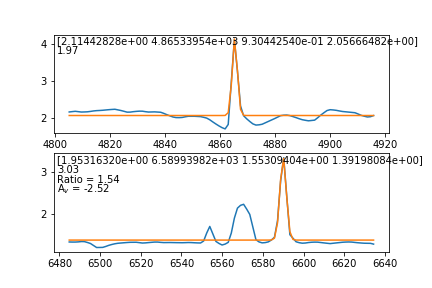 [2.11442828e+00 4.86533954e+03 9.30442540e-01 2.05666482e+00]
1.97
4
3
2
4800 4820 4840 4860 4880 4900 4920
[1.95316320e+00 6.58993982e+03 1.55309404e+00 1.39198084e+00]
3.03
Ratio = 1.54
Av = -2.52
3
2
6480 6500 6520 6540 6560 6580 6600 6620 6640